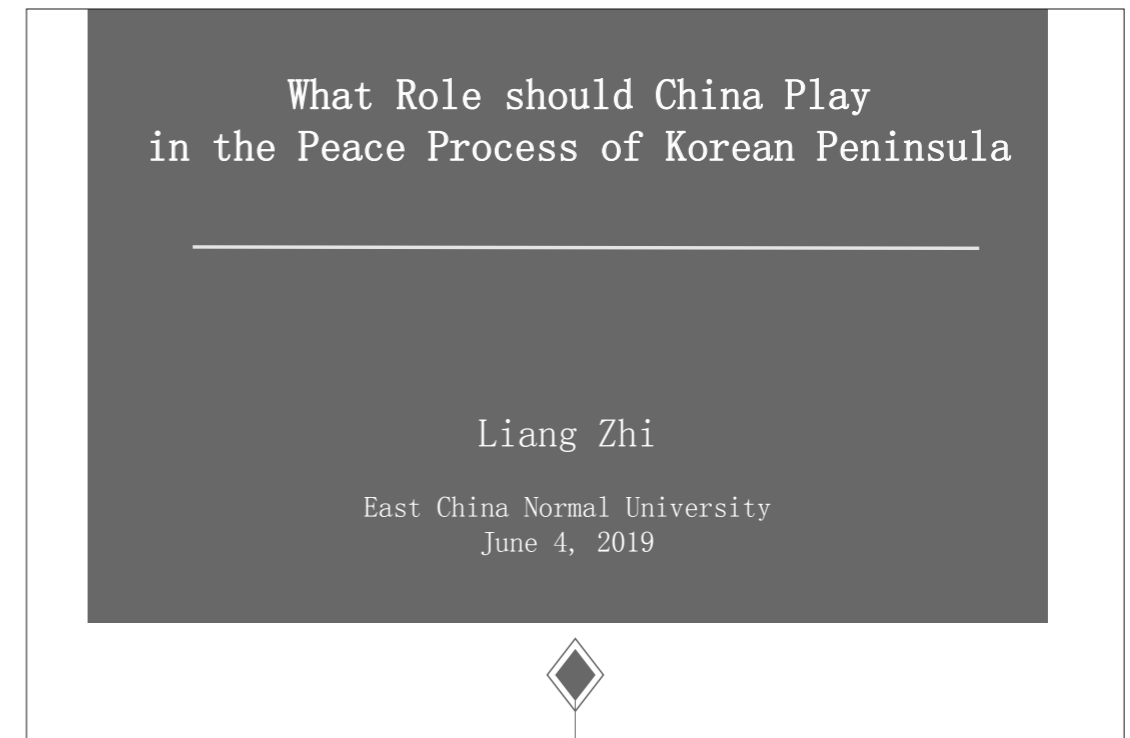 What Role should China Play
in the Peace Process of Korean Peninsula
Liang Zhi
East China Normal University
June 4, 2019